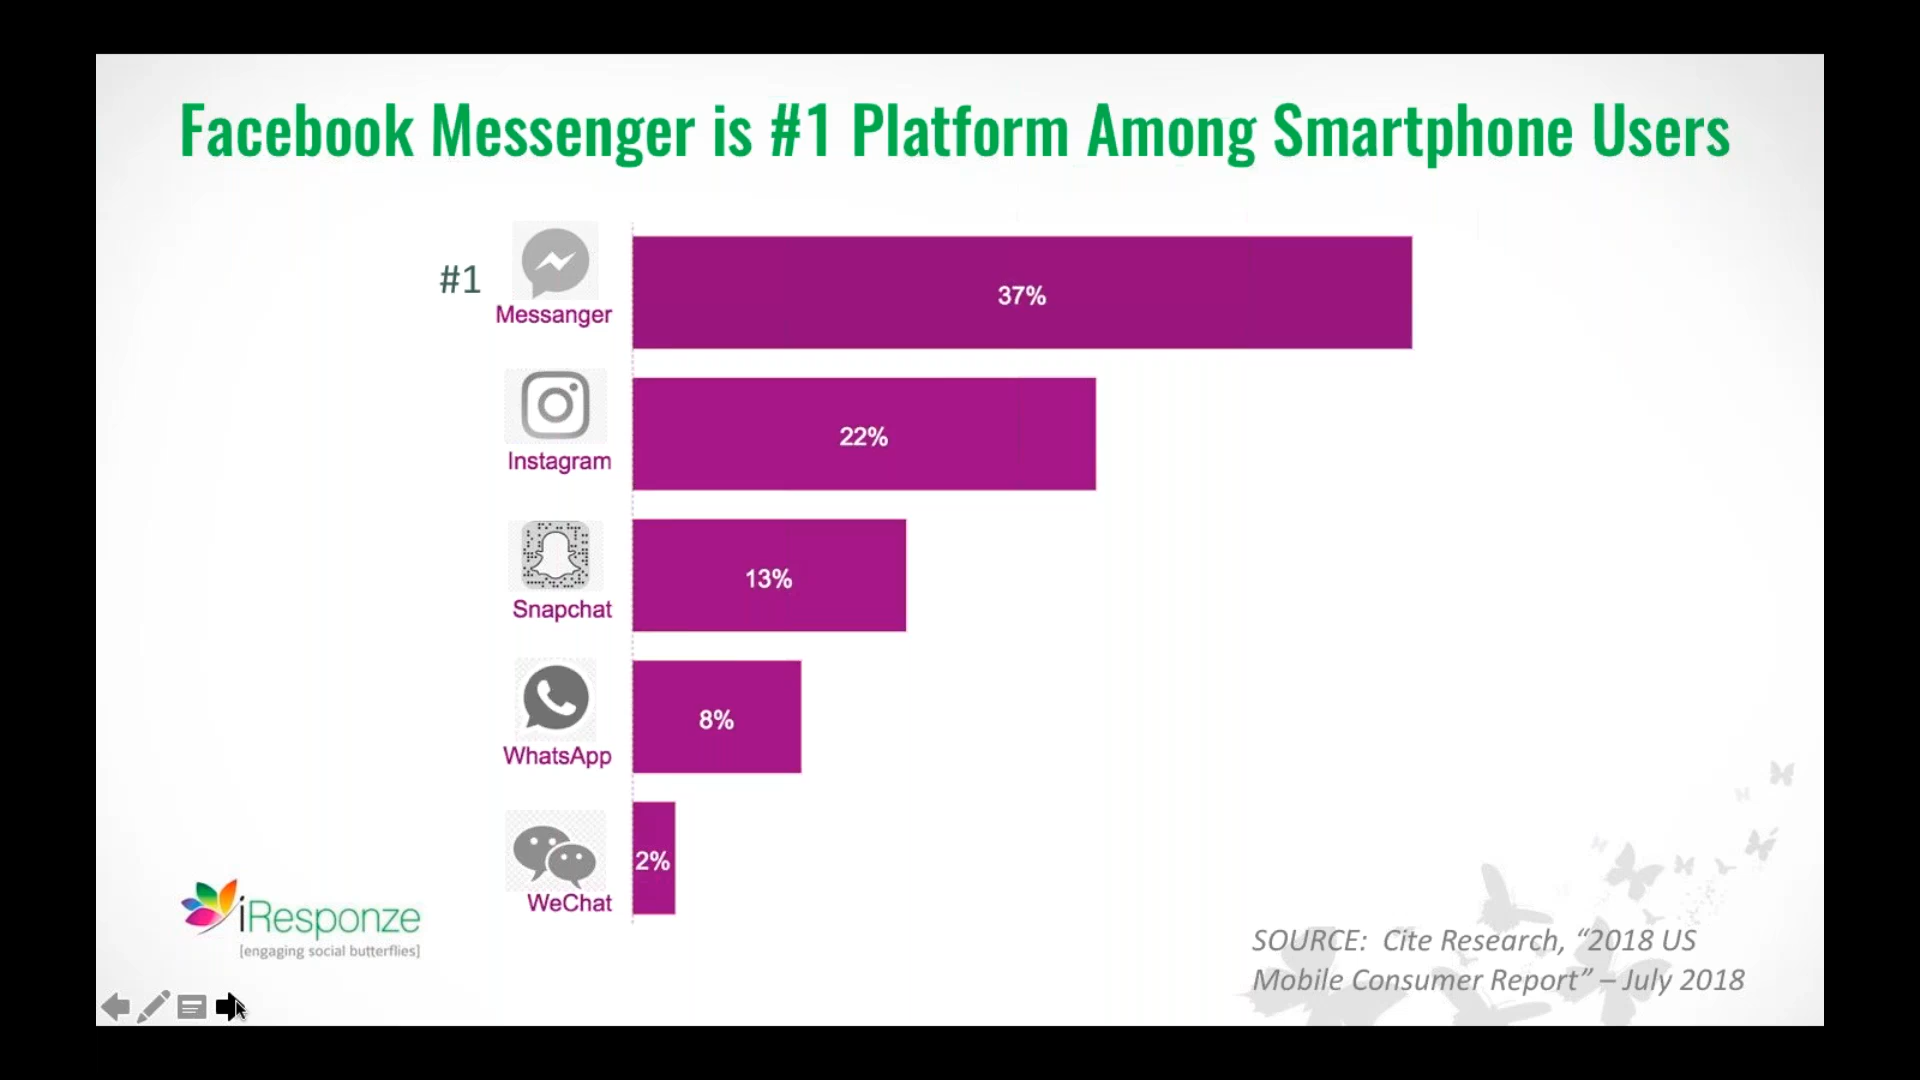 Facebook Messenger is #1 Platform Among Smartphone Users
#1
Messanger
37%
Instagram
22%
Snapchat
13%
WhatsApp
8%
WeChat
2%
iResponze
[engaging social butterflies]
SOURCE: Cite Research, “2018 US
Mobile Consumer Report” – July 2018